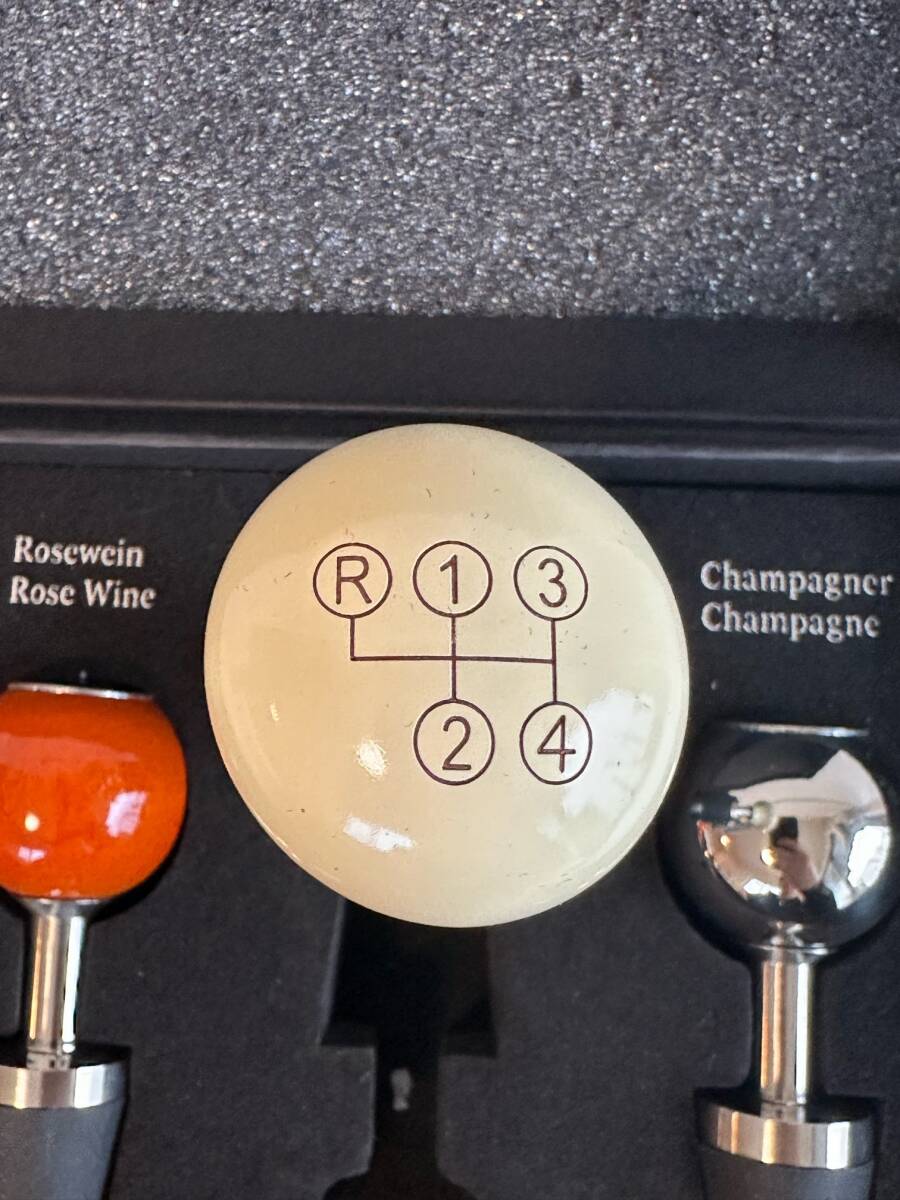 Rosewein
Rose Wine
R 1 3
2 4
Champagner
Champagne